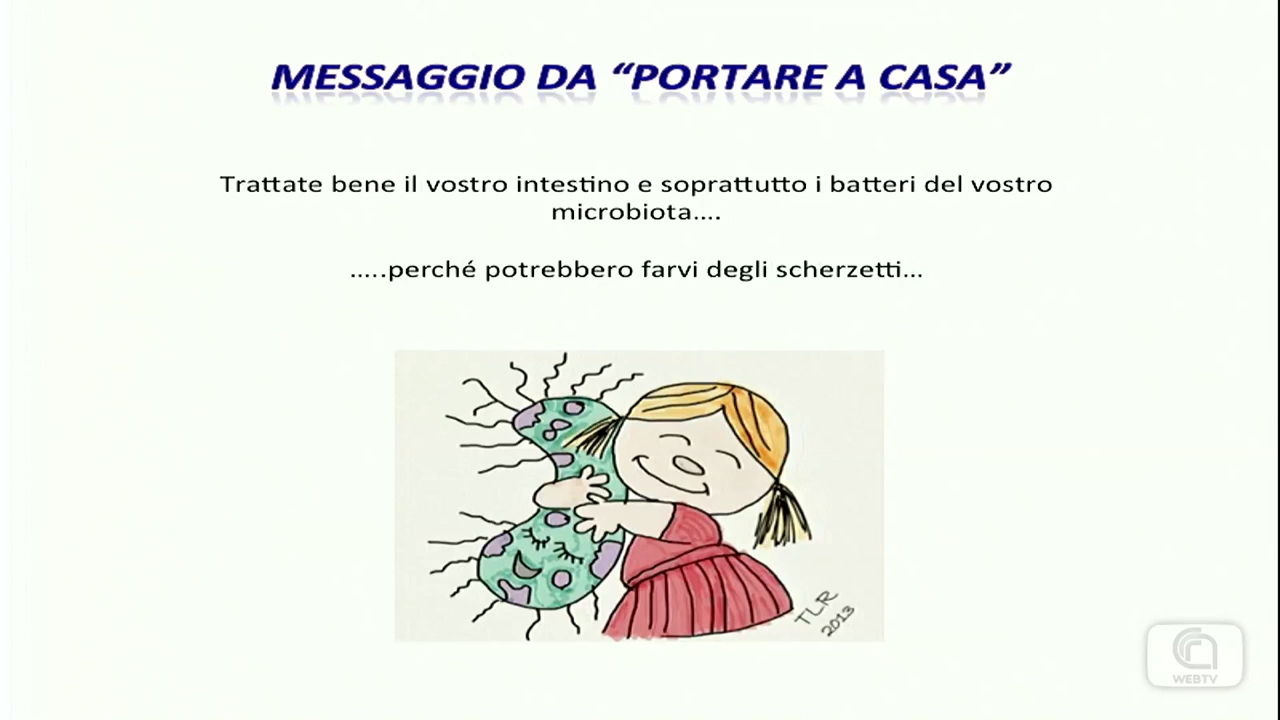 MESSAGGIO DA “PORTARE A CASA”
Trattate bene il vostro intestino e soprattutto i batteri del vostro
microbiota....
.....perché potrebbero farvi degli scherzetti...
TLR
2013
WEBTV